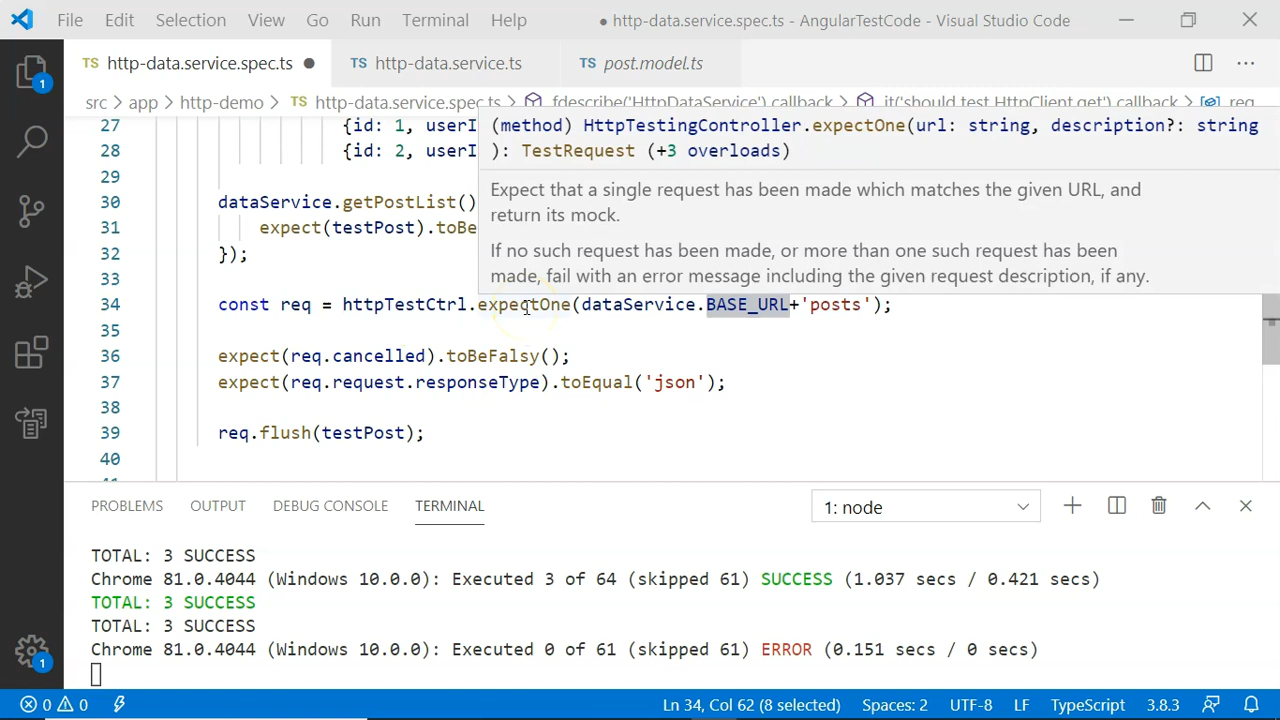 File Edit Selection View Go Run Terminal Help ● http-data.service.spec.ts - AngularTestCode - Visual Studio Code
TS http-data.service.spec.ts ● TS http-data.service.ts TS post.model.ts
src > app > http-demo > TS http-data.service.spec.ts > fdescribe('HttpDataService') callback > it('should test HttpClient.get') callback > req
27 {id: 1, userI
28 {id: 2, userI
(method) HttpTestingController.expectOne(url: string, description?: string
): TestRequest (+3 overloads)
Expect that a single request has been made which matches the given URL, and
return its mock.
If no such request has been made, or more than one such request has been
made, fail with an error message including the given request description, if any.
29
30 dataService.getPostList()
31 expect(testPost).toBe
32 });
33
34 const req = httpTestCtrl.expectOne(dataService.BASE_URL+'posts');
36 expect(req.cancelled).toBeFalsy();
37 expect(req.request.responseType).toEqual('json');
38
39 req.flush(testPost);
40
PROBLEMS OUTPUT DEBUG CONSOLE TERMINAL 1: node
TOTAL: 3 SUCCESS
Chrome 81.0.4044 (Windows 10.0.0): Executed 3 of 64 (skipped 61) SUCCESS (1.037 secs / 0.421 secs)
TOTAL: 3 SUCCESS
TOTAL: 3 SUCCESS
Chrome 81.0.4044 (Windows 10.0.0): Executed 0 of 61 (skipped 61) ERROR (0.151 secs / 0 secs)
0 0 Ln 34, Col 62 (8 selected) Spaces: 2 UTF-8 LF TypeScript 3.8.3
1
1